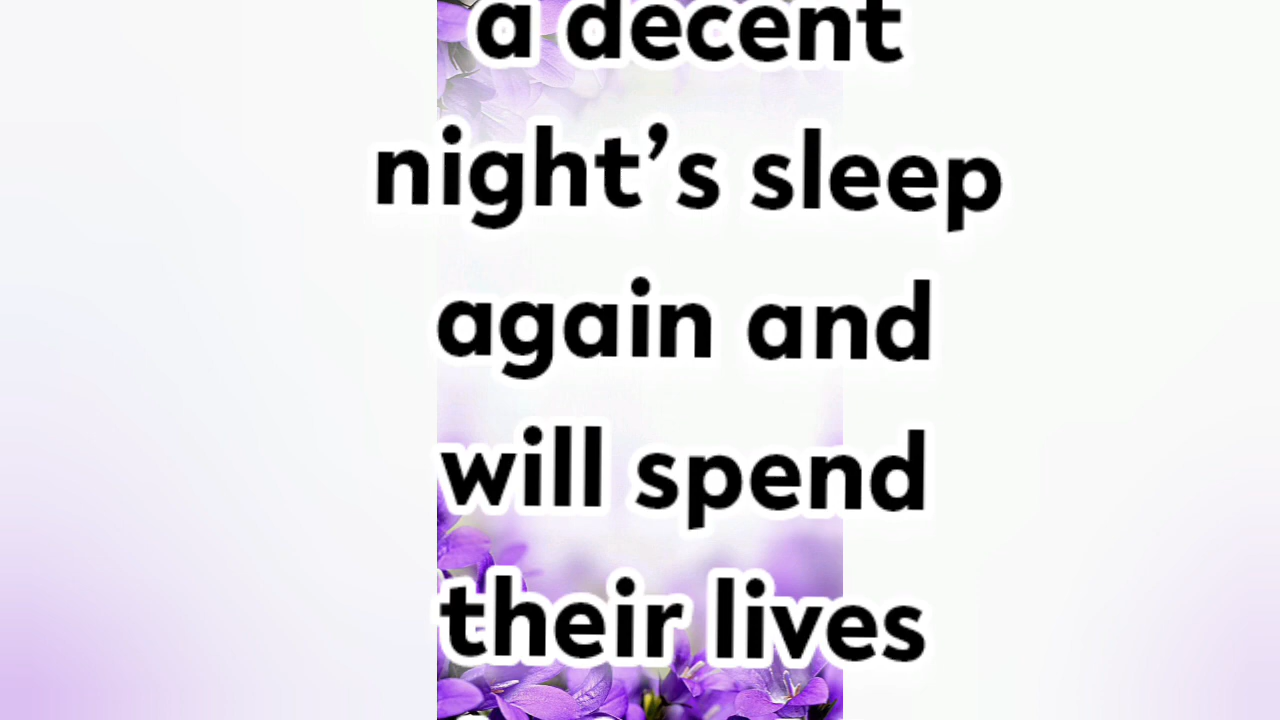 a decent
night’s sleep
again and
will spend
their lives